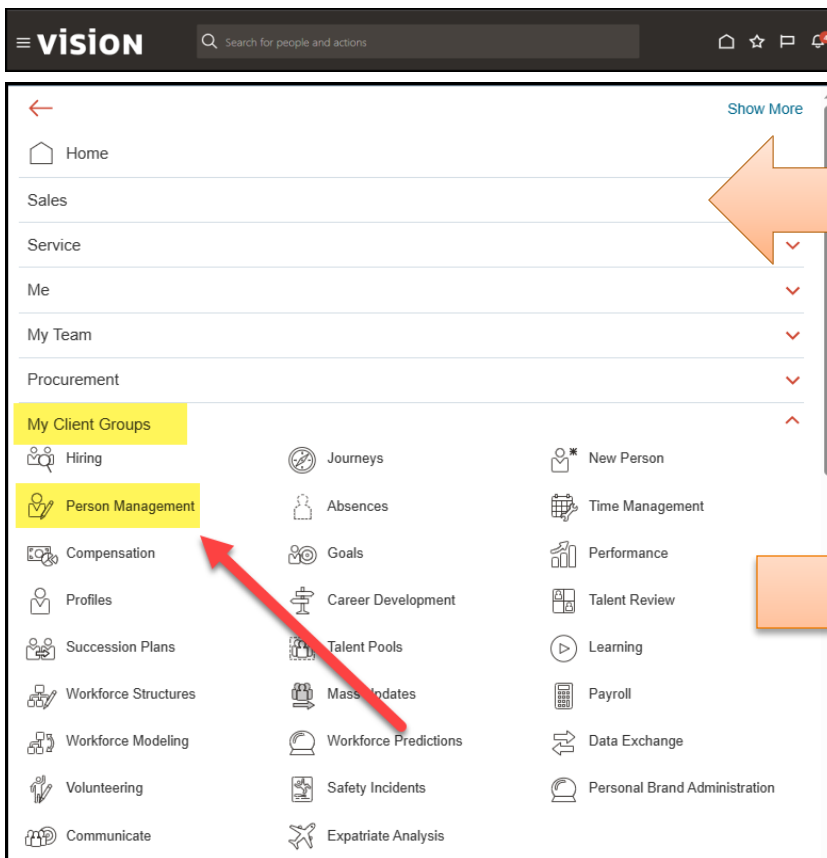 vision
Search for people and actions
Show More
Home
Sales
Service
Me
My Team
Procurement
My Client Groups
Hiring Journeys New Person
Person Management Absences Time Management
Compensation Goals Performance
Profiles Career Development Talent Review
Succession Plans Talent Pools Learning
Workforce Structures Mass Updates Payroll
Workforce Modeling Workforce Predictions Data Exchange
Volunteering Safety Incidents Personal Brand Administration
Communicate Expatriate Analysis